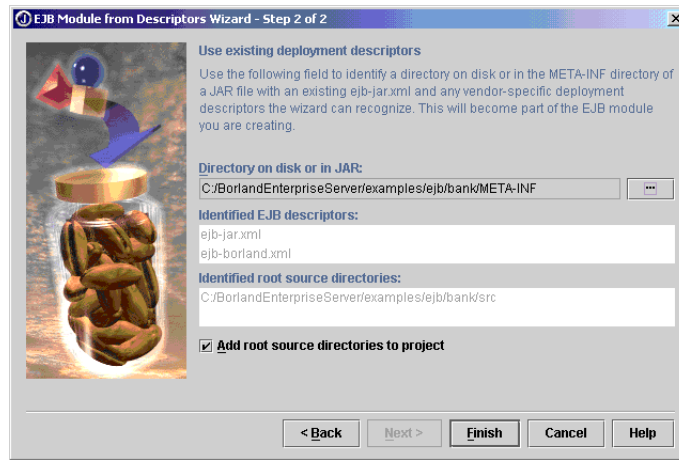 EJB Module from Descriptors Wizard - Step 2 of 2
Use existing deployment descriptors
Use the following field to identify a directory on disk or in the META-INF directory of
a JAR file with an existing ejb-jar.xml and any vendor-specific deployment
descriptors the wizard can recognize. This will become part of the EJB module
you are creating.
Directory on disk or in JAR:
C:/BorlandEnterpriseServer/examples/ejb/bank/META-INF
...
Identified EJB descriptors:
ejb-jar.xml
ejb-borland.xml
Identified root source directories:
C:/BorlandEnterpriseServer/examples/ejb/bank/src
Add root source directories to project
< Back Next > Finish Cancel Help